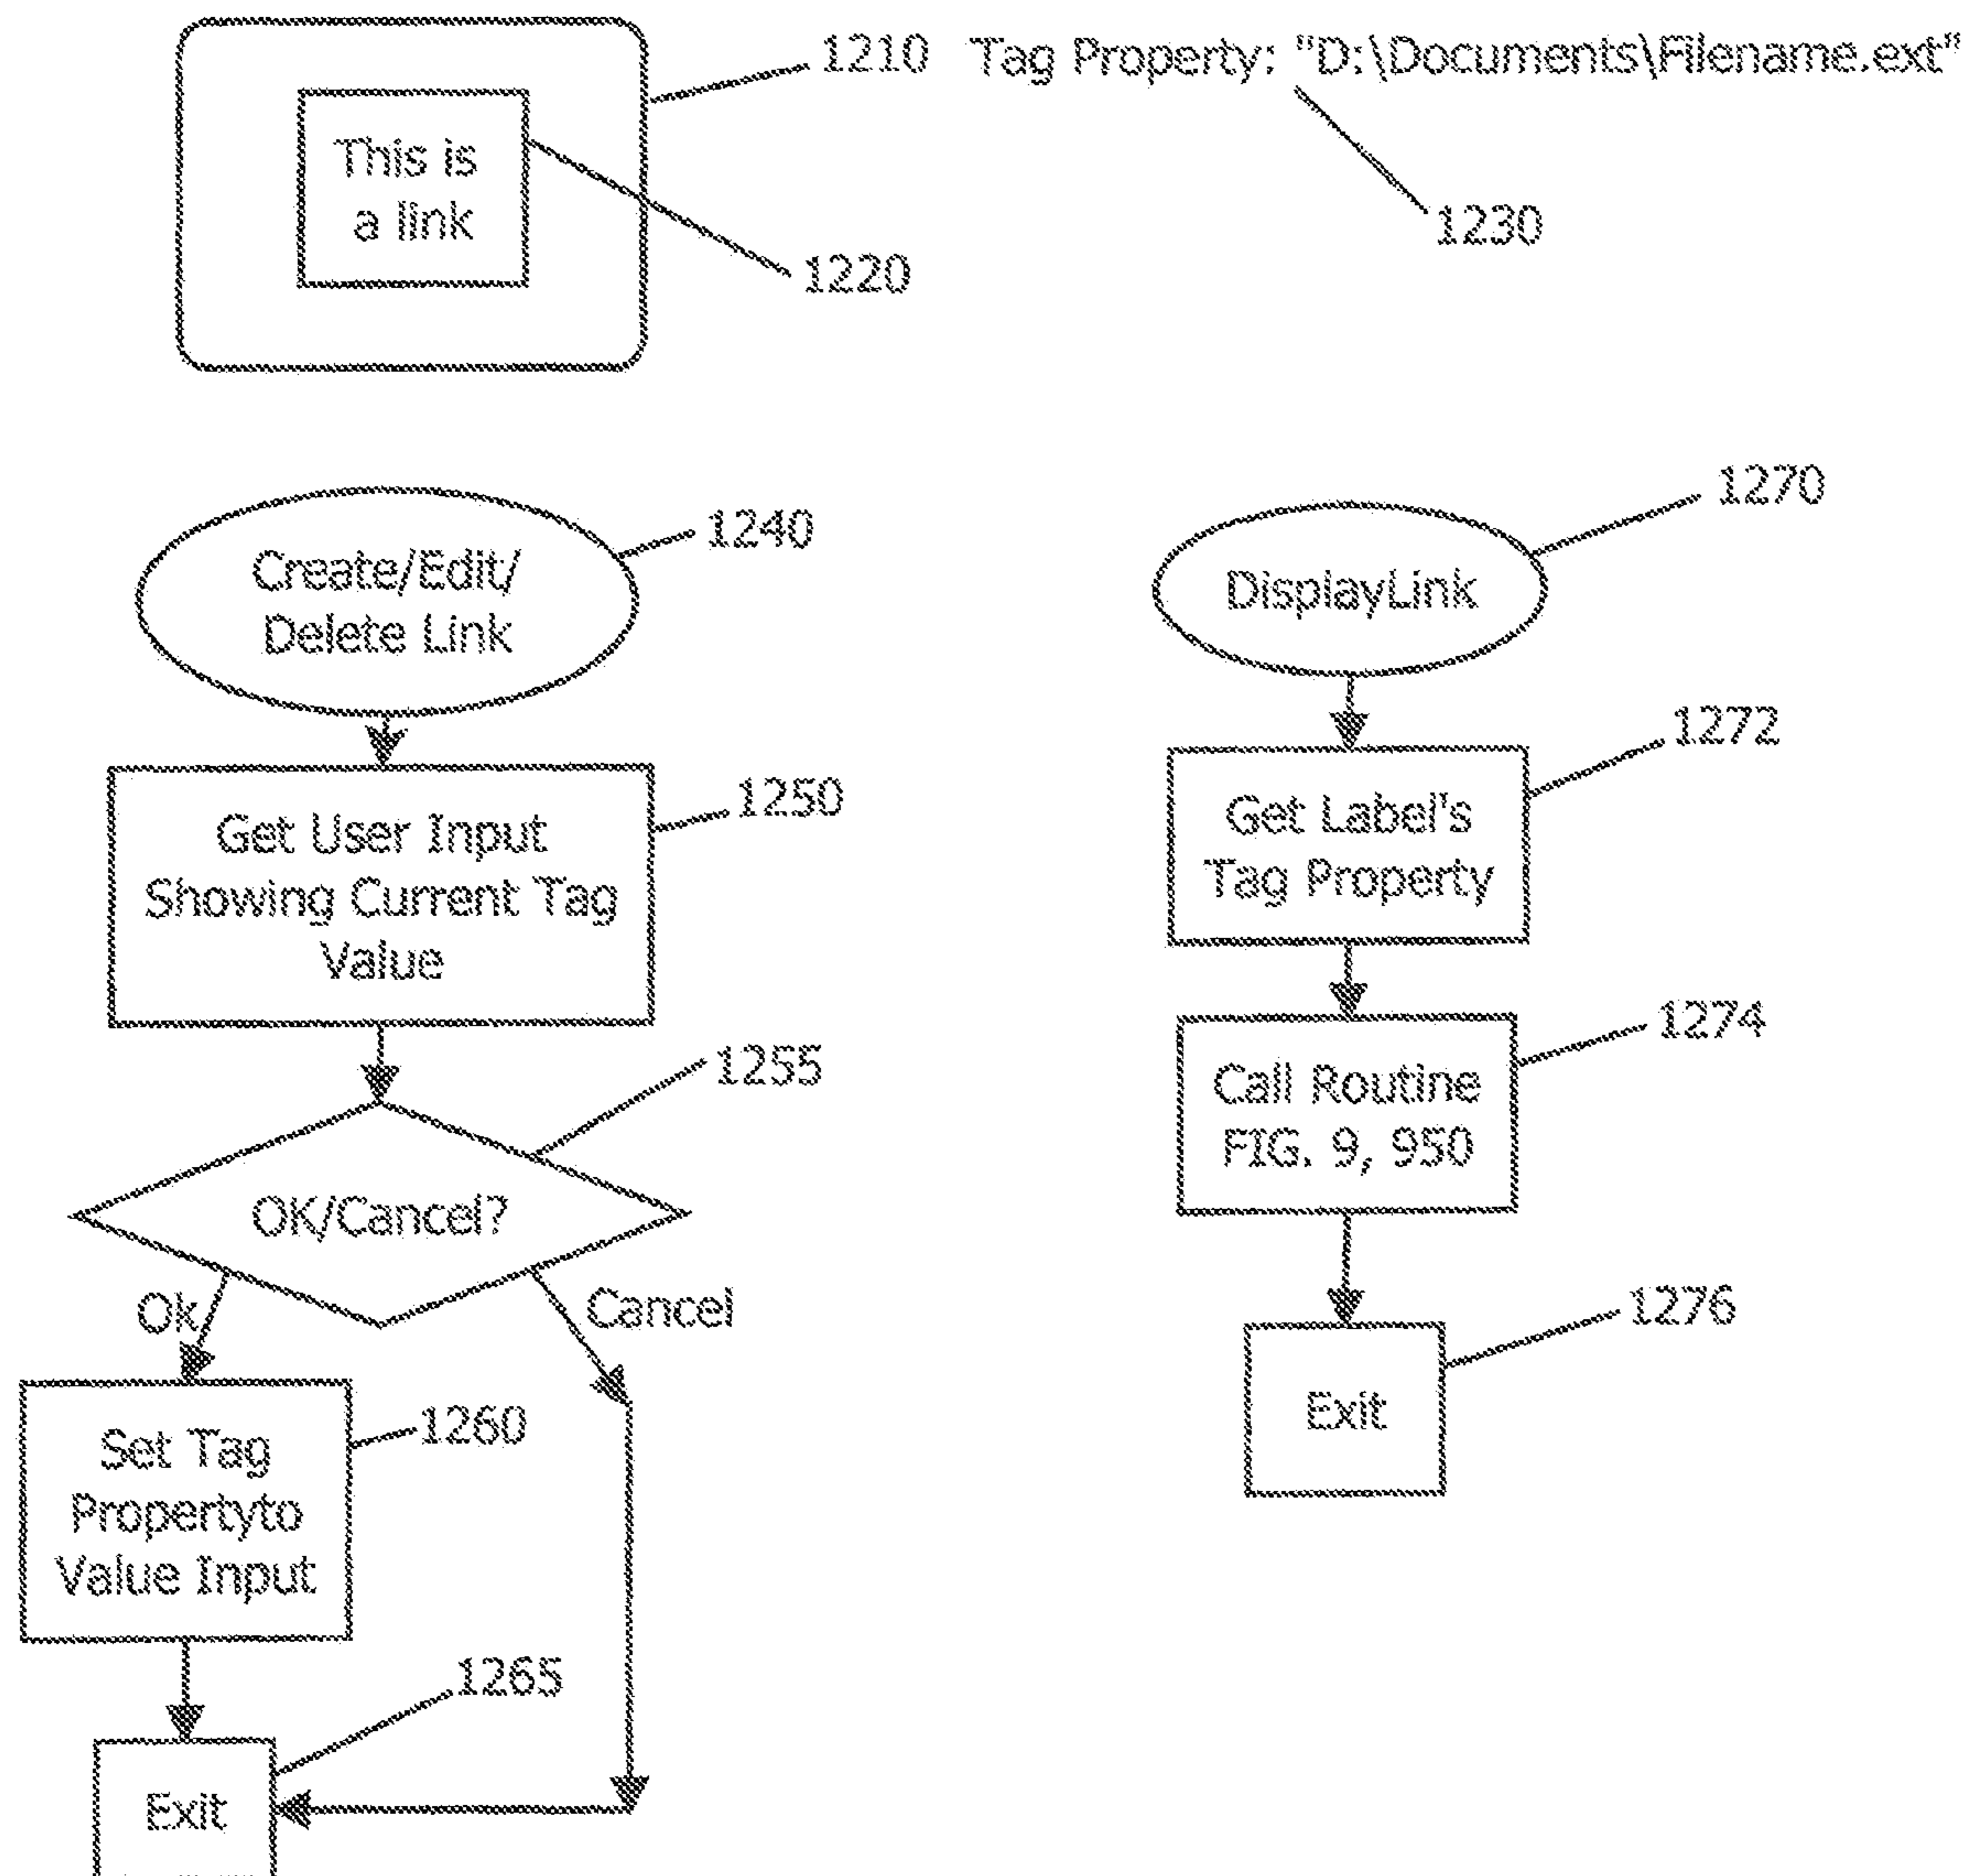 1210 Tag Property: "D:\Documents\Filename.ext"
This is
a link
1220
1230
1240
Create/Edit/
Delete Link
1250
Get User Input
Showing Current Tag
Value
1255
OK/Cancel?
Ok
Cancel
1260
Set Tag
Propertyto
Value Input
1265
Exit
1270
DisplayLink
1272
Get Label's
Tag Property
1274
Call Routine
FIG. 9, 950
1276
Exit